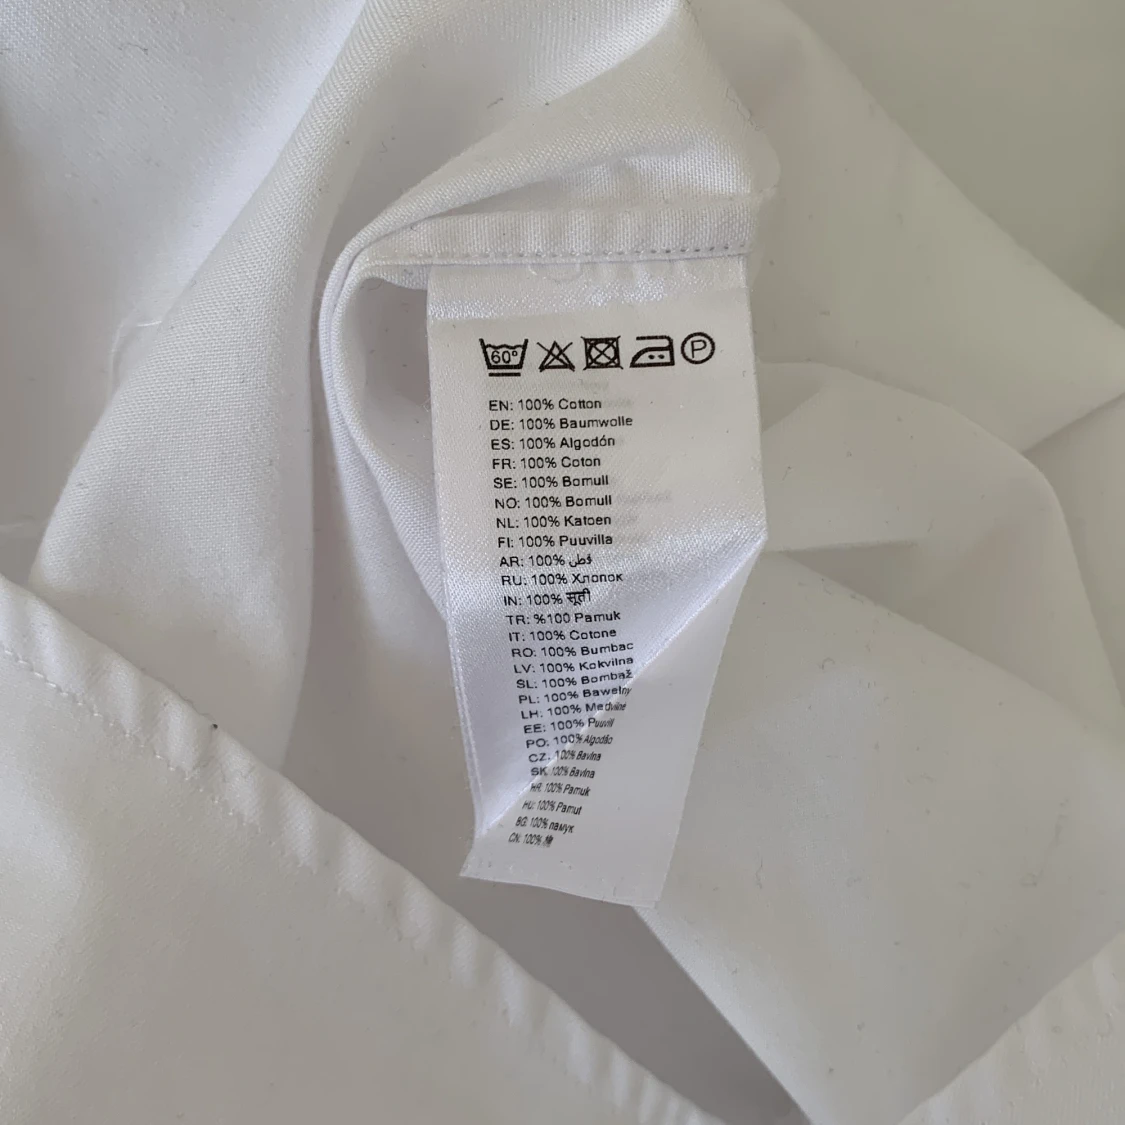 60°
P
EN: 100% Cotton
DE: 100% Baumwolle
ES: 100% Algodón
FR: 100% Coton
SE: 100% Bomull
NO: 100% Bomull
NL: 100% Katoen
FI: 100% Puuvilla
AR: 100% قطن
RU: 100% Хлопок
IN: 100% सूती
TR: %100 Pamuk
IT: 100% Cotone
RO: 100% Bumbac
LV: 100% Kokvilna
SL: 100% Bombaž
PL: 100% Bawełny
LH: 100% Medvilnė
EE: 100% Puuvill
PO: 100% Algodão
CZ: 100% Bavlna
SK: 100% Bavlna
HR: 100% Pamuk
HU: 100% Pamut
BG: 100% памук
CN: 100% 棉